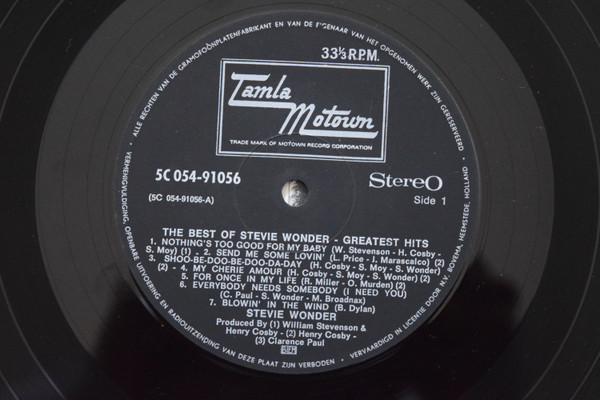 ALLE RECHTEN VAN DE GRAMOFOONPLATENFABRIKANT EN VAN DE EIGENAAR VAN HET OPGENOMEN WERK ZIJN GERESERVEERD
33⅓ R.P.M.
Tamla
Motown
TRADE MARK OF MOTOWN RECORD CORPORATION
5C 054-91056
(5C 054-91056-A)
StereO
Side 1
THE BEST OF STEVIE WONDER - GREATEST HITS
1. NOTHING'S TOO GOOD FOR MY BABY (W. Stevenson - H. Cosby -
S. Moy) (1) - 2. SEND ME SOME LOVIN' (L. Price - J. Marascalco) (2)
3. SHOO-BE-DOO-BE-DOO-DA-DAY (H. Cosby - S. Moy - S. Wonder)
(2) - 4. MY CHERIE AMOUR (H. Cosby - S. Moy - S. Wonder) (2)
5. FOR ONCE IN MY LIFE (R. Miller - O. Murden) (2)
6. EVERYBODY NEEDS SOMEBODY (I NEED YOU)
(C. Paul - S. Wonder - M. Broadnax)
7. BLOWIN' IN THE WIND (B. Dylan)
STEVIE WONDER
Produced By (1) William Stevenson &
Henry Cosby - (2) Henry Cosby -
(3) Clarence Paul
BIEM
VERMENIGVULDIGING, OPENBARE UITVOERING EN RADIOUITZENDING VAN DEZE PLAAT ZIJN VERBODEN • VERVAARDIGD IN LICENTIE DOOR N.V. BOVEMA, HEEMSTEDE, HOLLAND •